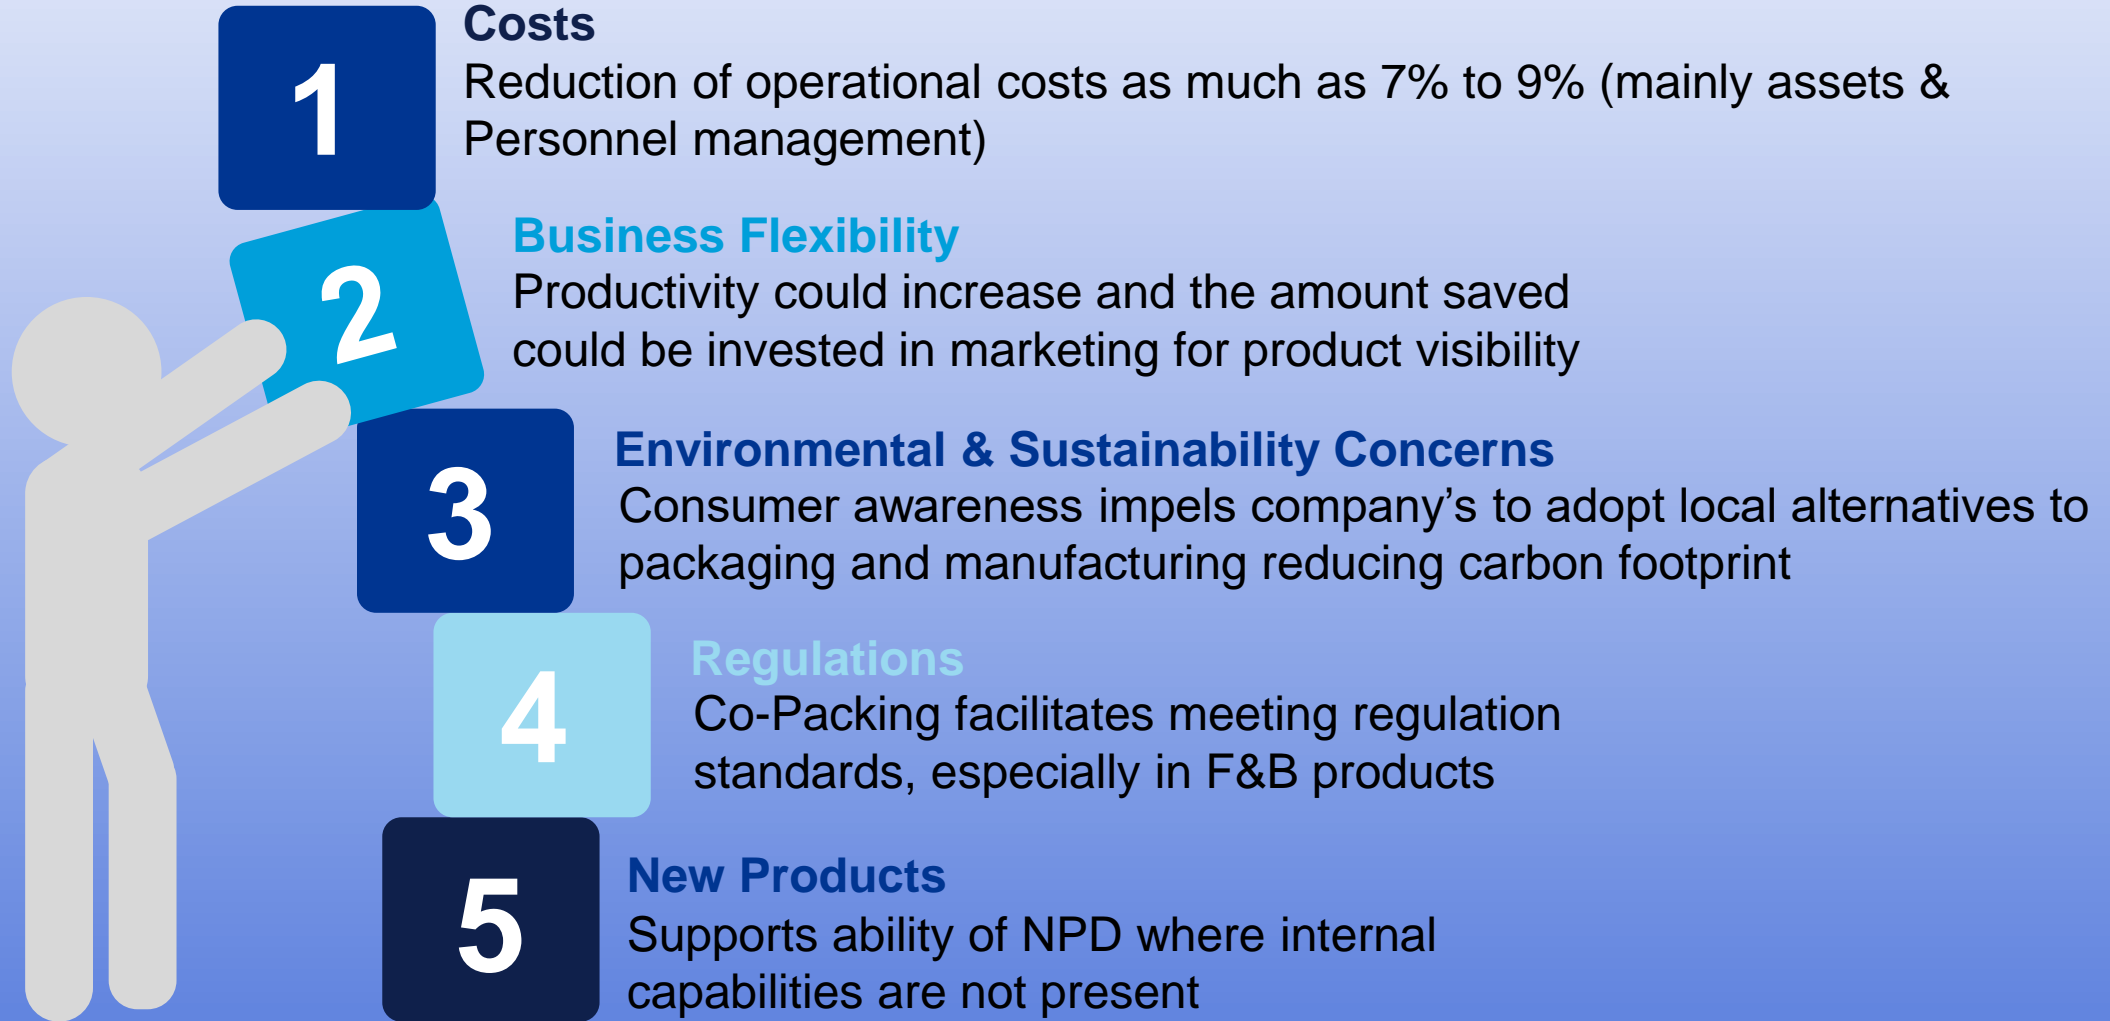 1
Costs
Reduction of operational costs as much as 7% to 9% (mainly assets &
Personnel management)
2
Business Flexibility
Productivity could increase and the amount saved
could be invested in marketing for product visibility
3
Environmental & Sustainability Concerns
Consumer awareness impels company’s to adopt local alternatives to
packaging and manufacturing reducing carbon footprint
4
Regulations
Co-Packing facilitates meeting regulation
standards, especially in F&B products
5
New Products
Supports ability of NPD where internal
capabilities are not present